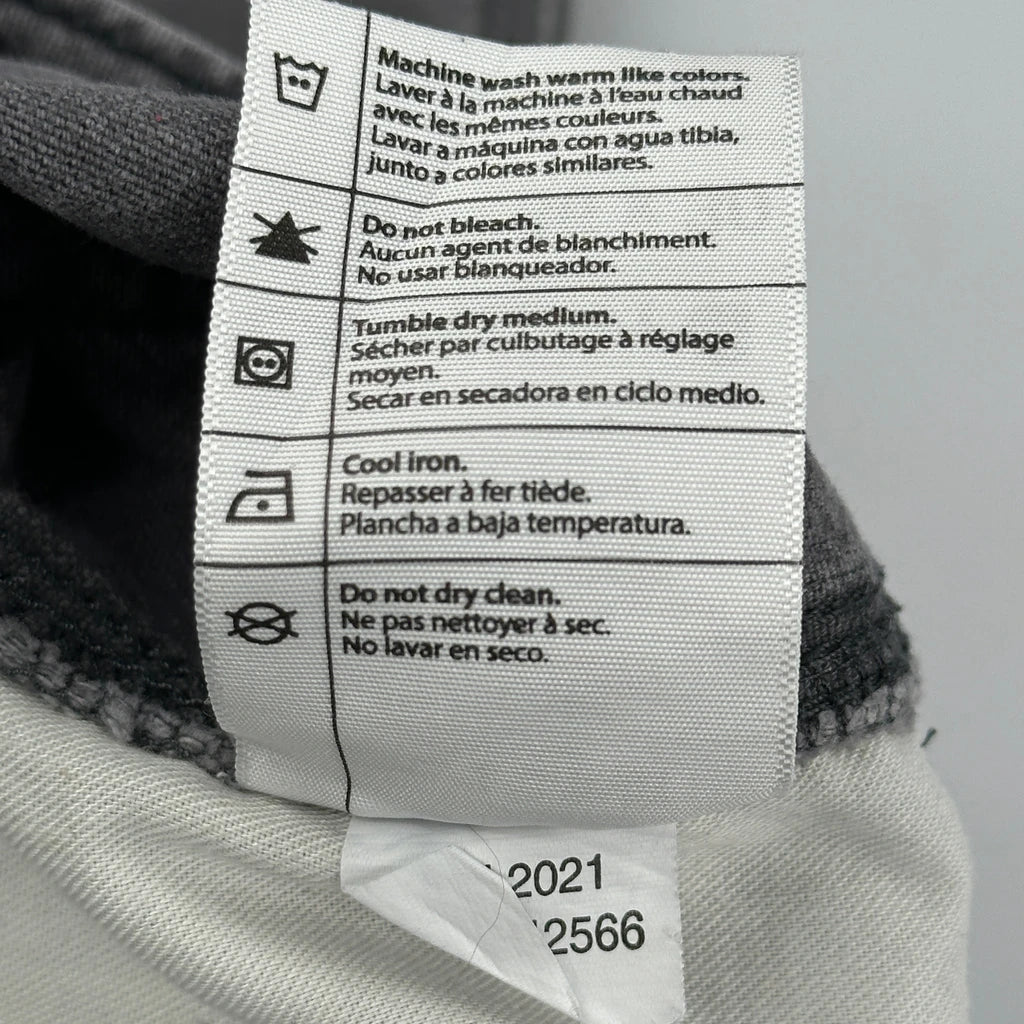 Machine wash warm like colors.
Laver à la machine à l'eau chaud
avec les mêmes couleurs.
Lavar a máquina con agua tibia,
junto a colores similares.
Do not bleach.
Aucun agent de blanchiment.
No usar blanqueador.
Tumble dry medium.
Sécher par culbutage à réglage
moyen.
Secar en secadora en ciclo medio.
Cool iron.
Repasser à fer tiède.
Plancha a baja temperatura.
Do not dry clean.
Ne pas nettoyer à sec.
No lavar en seco.
2021
2566